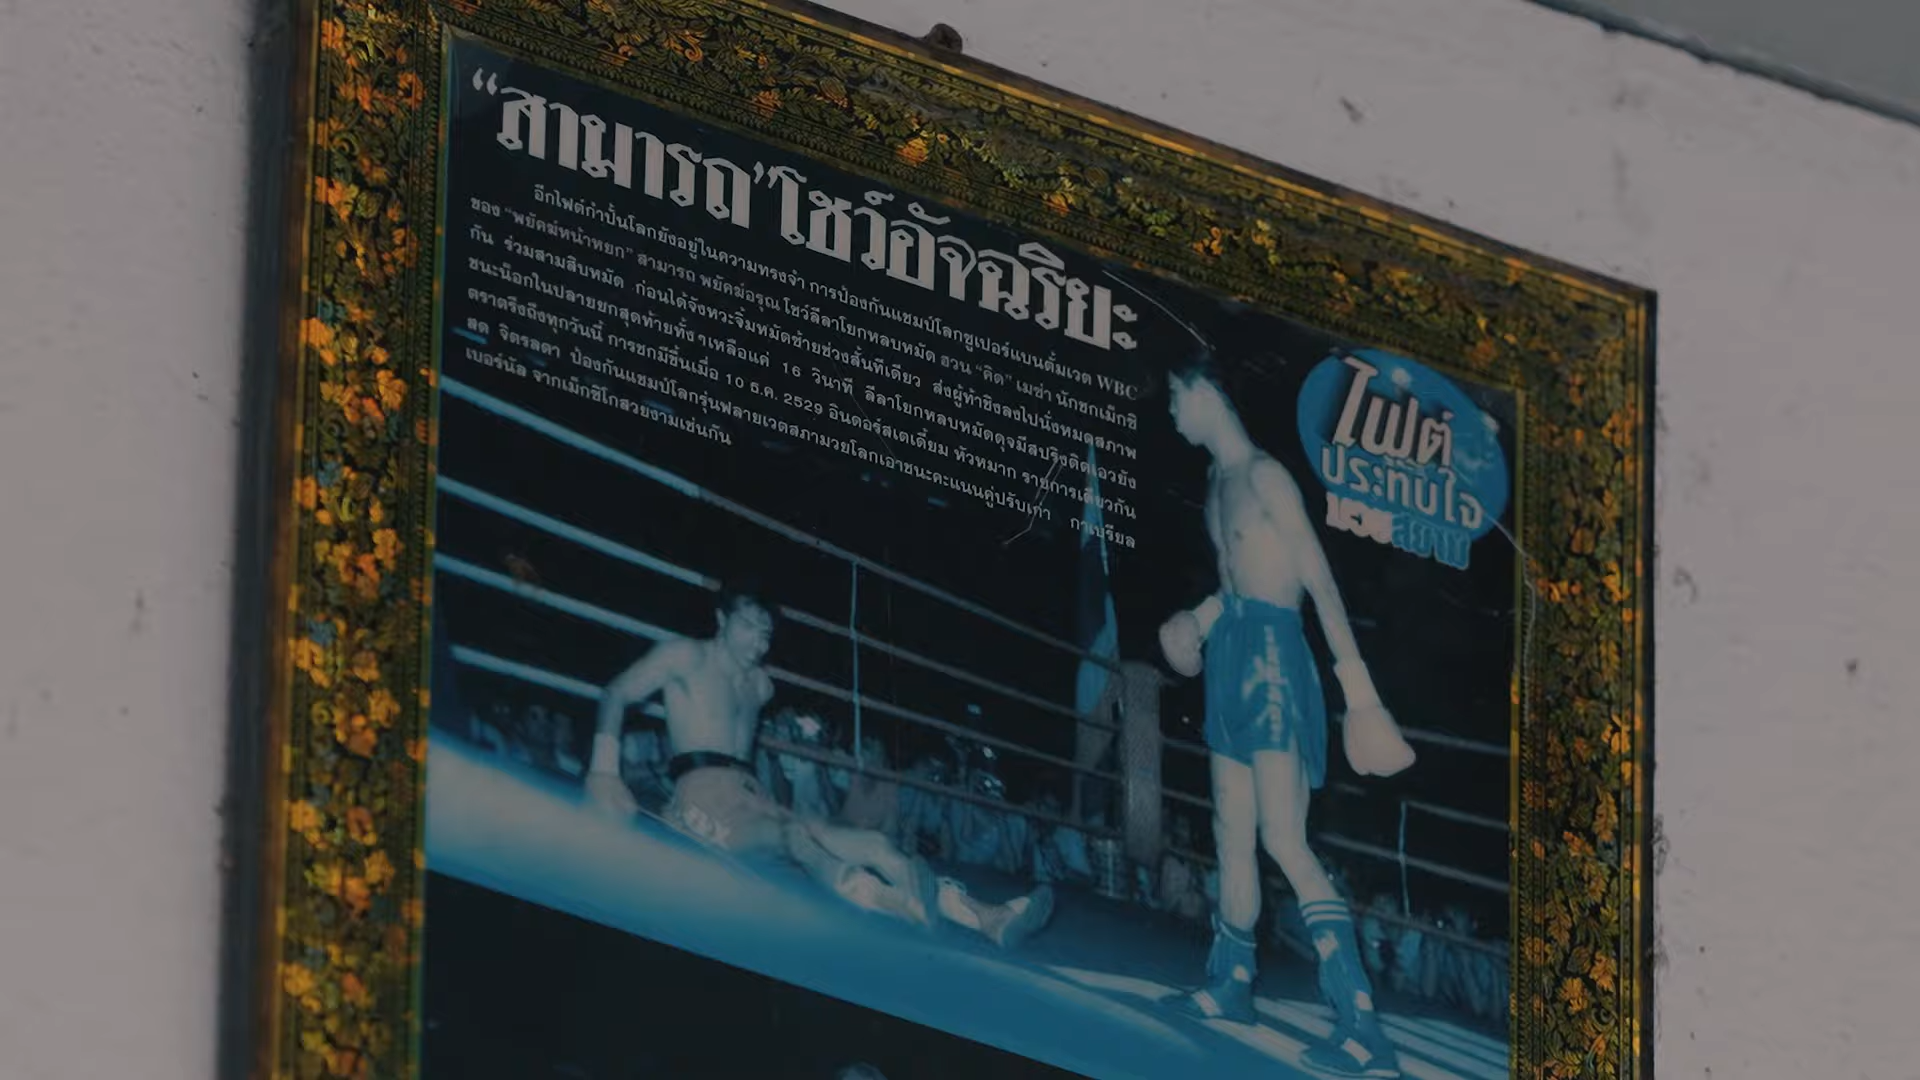 “สามารถ”โชว์อัจฉริยะ
อีกไฟต์กำปั้นโลกยังอยู่ในความทรงจำ การป้องกันแชมป์โลกซูเปอร์แบนตั้มเวต WBC
ของ “พยัคฆ์หน้าหยก” สามารถ พยัคฆ์อรุณ โชว์ลีลาโยกหลบหมัด ฮวน “คิด” เมซ่า นักชกเม็กซิ
กัน ร่วมสามสิบหมัด ก่อนได้จังหวะจิ้มหมัดซ้ายช่วงสั้นทีเดียว ส่งผู้ท้าชิงลงไปนั่งหมดสภาพ
ชนะน็อกในปลายยกสุดท้ายทั้งๆเหลือแค่ 16 วินาที ลีลาโยกหลบหมัดดุจมีสปริงติดเอวยัง
ตราตรึงถึงทุกวันนี้ การชกมีขึ้นเมื่อ 10 ธ.ค. 2529 อินดอร์สเตเดี้ยม หัวหมาก รายการเดียวกัน
สด จิตรลดา ป้องกันแชมป์โลกรุ่นฟลายเวตสภามวยโลกเอาชนะคะแนนคู่ปรับเก่า กาเบรียล
เบอร์นัล จากเม็กซิโกสวยงามเช่นกัน
ไฟต์
ประทับใจ
มวยสยาม